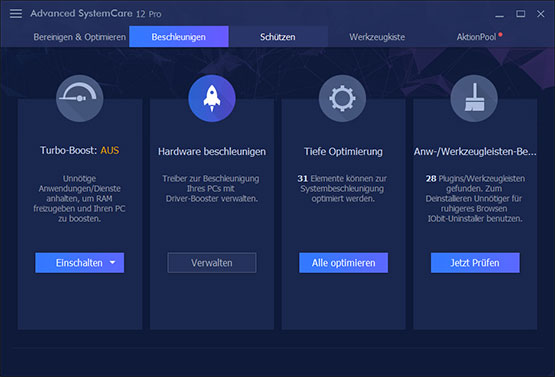 Advanced SystemCare 12 Pro
Bereinigen & Optimieren
Beschleunigen
Schützen
Werkzeugkiste
AktionPool
Turbo-Boost: AUS
Unnötige
Anwendungen/Dienste
anhalten, um RAM
freizugeben und Ihren PC
zu boosten.
Einschalten
Hardware beschleunigen
Treiber zur Beschleunigung
Ihres PCs mit
Driver-Booster verwalten.
Verwalten
Tiefe Optimierung
31 Elemente können zur
Systembeschleunigung
optimiert werden.
Alle optimieren
Anw-/Werkzeugleisten-Be...
28 Plugins/Werkzeugleisten
gefunden. Zum
Deinstallieren Unnötiger für
ruhigeres Browsen
IObit-Uninstaller benutzen.
Jetzt Prüfen